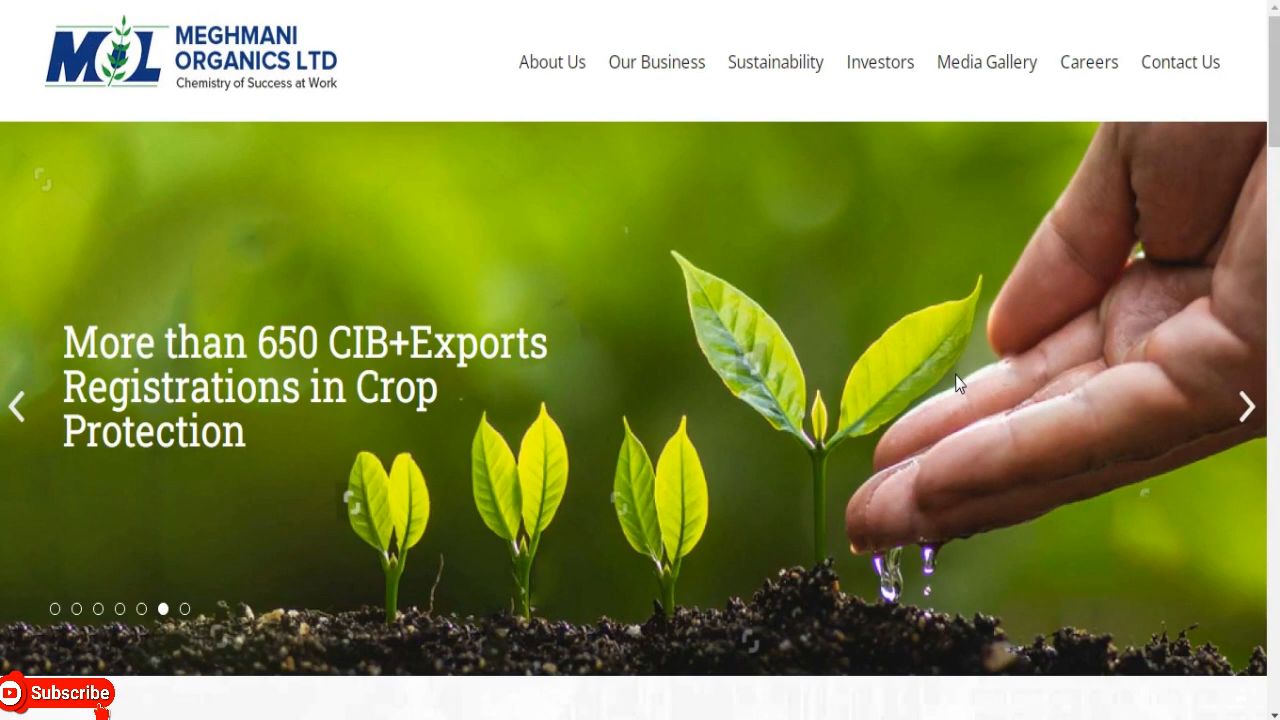 MOL
MEGHMANI
ORGANICS LTD
Chemistry of Success at Work
About Us Our Business Sustainability Investors Media Gallery Careers Contact Us
More than 650 CIB+Exports
Registrations in Crop
Protection
Subscribe